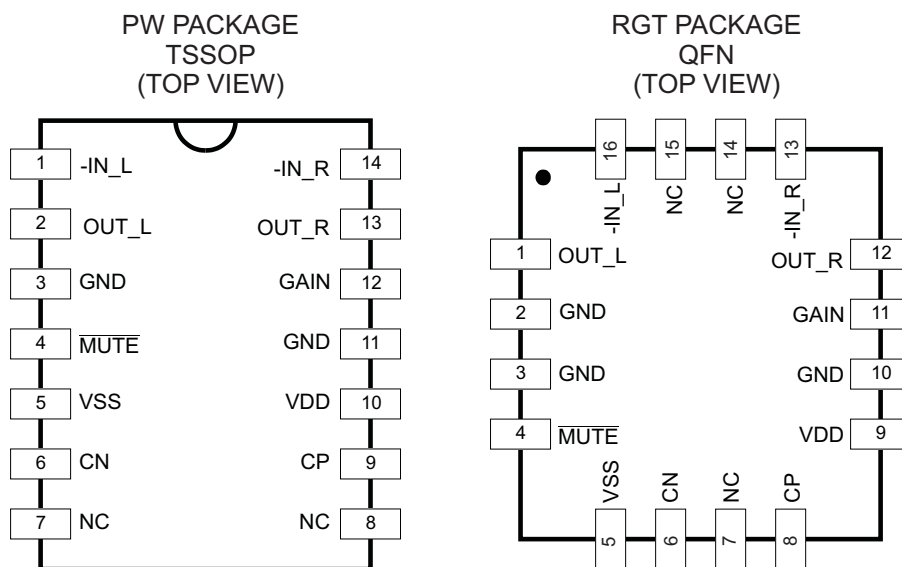 PW PACKAGE
TSSOP
(TOP VIEW)
1 -IN_L
-IN_R 14
2 OUT_L
OUT_R 13
3 GND
GAIN 12
4 MUTE
GND 11
5 VSS
VDD 10
6 CN
CP 9
7 NC
NC 8
RGT PACKAGE
QFN
(TOP VIEW)
16 -IN_L
15 NC
14 NC
13 -IN_R
1 OUT_L
OUT_R 12
2 GND
GAIN 11
3 GND
GND 10
4 MUTE
VDD 9
VSS 5
CN 6
NC 7
CP 8